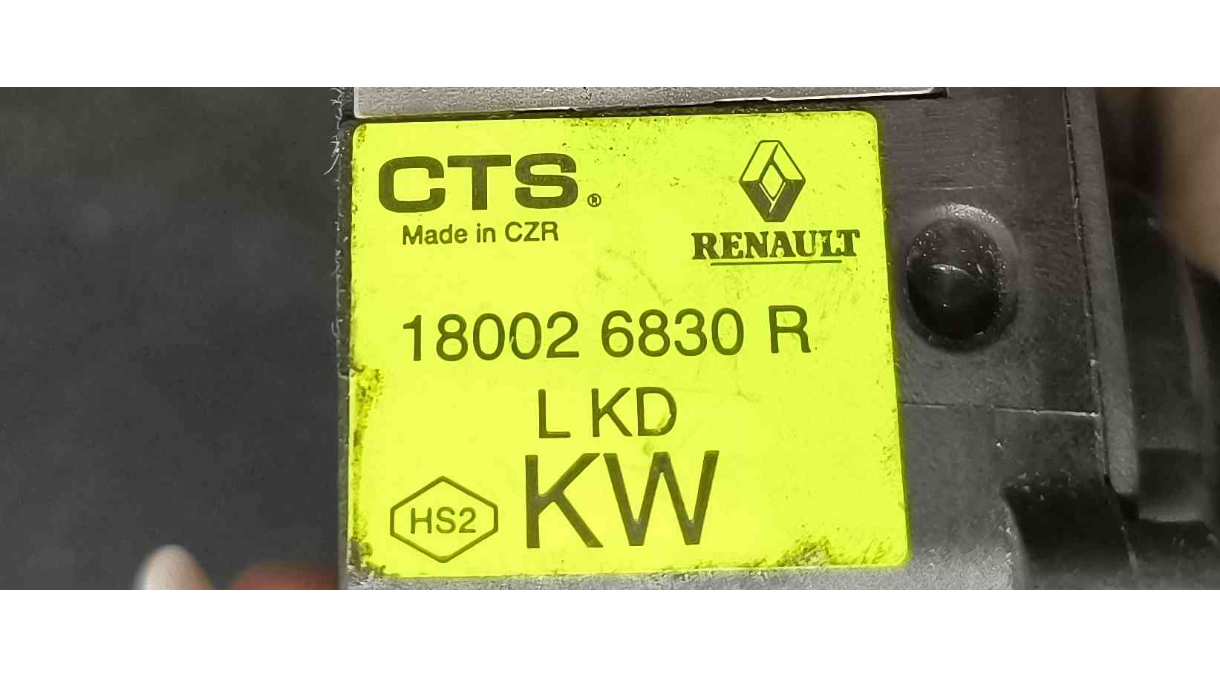 CTS®
Made in CZR
RENAULT
18002 6830 R
L KD
KW
HS2